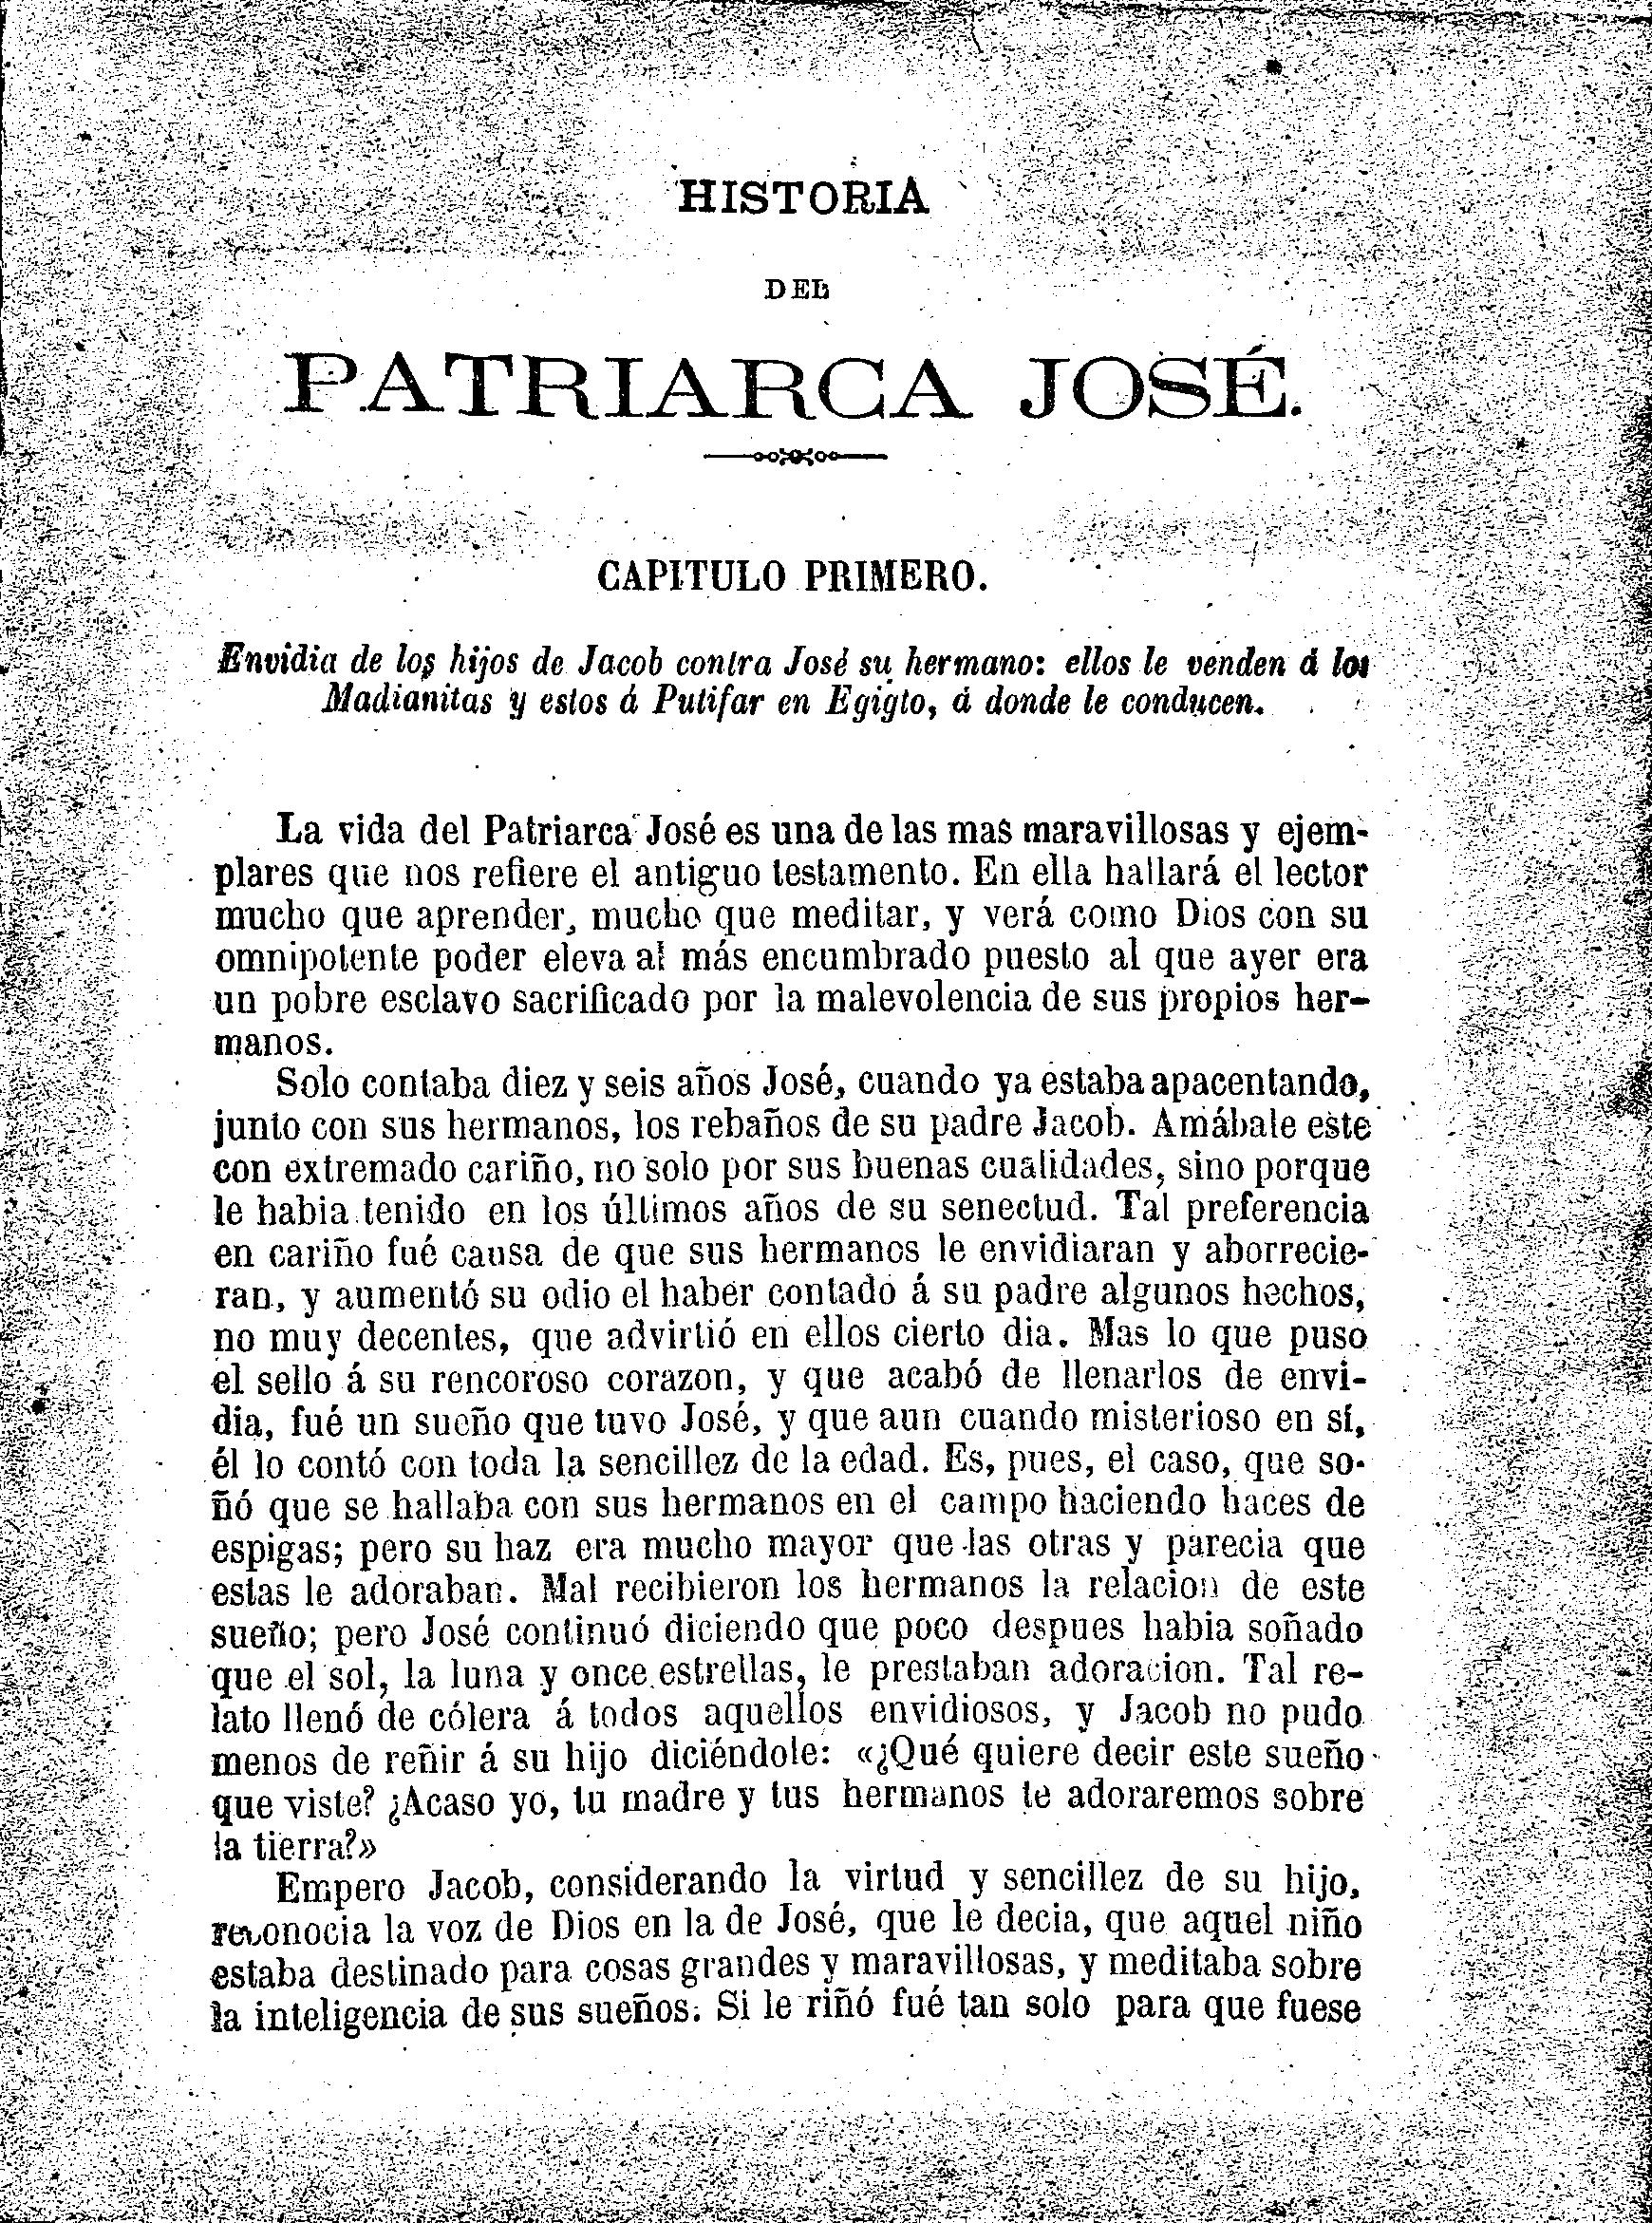 HISTORIA
DEL
PATRIARCA JOSÉ.
CAPITULO PRIMERO.
Envidia de los hijos de Jacob contra José su hermano: ellos le venden á los
Madianitas y estos á Putifar en Egigto, á donde le conducen.
La vida del Patriarca José es una de las mas maravillosas y ejem-
plares que nos refiere el antiguo testamento. En ella hallará el lector
mucho que aprender, mucho que meditar, y verá como Dios con su
omnipotente poder eleva al más encumbrado puesto al que ayer era
un pobre esclavo sacrificado por la malevolencia de sus propios her-
manos.
Solo contaba diez y seis años José, cuando ya estaba apacentando,
junto con sus hermanos, los rebaños de su padre Jacob. Amábale este
con extremado cariño, no solo por sus buenas cualidades, sino porque
le habia tenido en los últimos años de su senectud. Tal preferencia
en cariño fué causa de que sus hermanos le envidiaran y aborrecie-
ran, y aumentó su odio el haber contado á su padre algunos hechos,
no muy decentes, que advirtió en ellos cierto dia. Mas lo que puso
el sello á su rencoroso corazon, y que acabó de llenarlos de envi-
dia, fué un sueño que tuvo José, y que aun cuando misterioso en sí,
él lo contó con toda la sencillez de la edad. Es, pues, el caso, que so-
ñó que se hallaba con sus hermanos en el campo haciendo haces de
espigas; pero su haz era mucho mayor que las otras y parecia que
estas le adoraban. Mal recibieron los hermanos la relacion de este
sueño; pero José continuó diciendo que poco despues habia soñado
que el sol, la luna y once estrellas, le prestaban adoracion. Tal re-
lato llenó de cólera á todos aquellos envidiosos, y Jacob no pudo
menos de reñir á su hijo diciéndole: «¿Qué quiere decir este sueño
que viste? ¿Acaso yo, tu madre y tus hermanos te adoraremos sobre
la tierra?»
Empero Jacob, considerando la virtud y sencillez de su hijo,
reconocia la voz de Dios en la de José, que le decia, que aquel niño
estaba destinado para cosas grandes y maravillosas, y meditaba sobre
la inteligencia de sus sueños. Si le riñó fué tan solo para que fuese